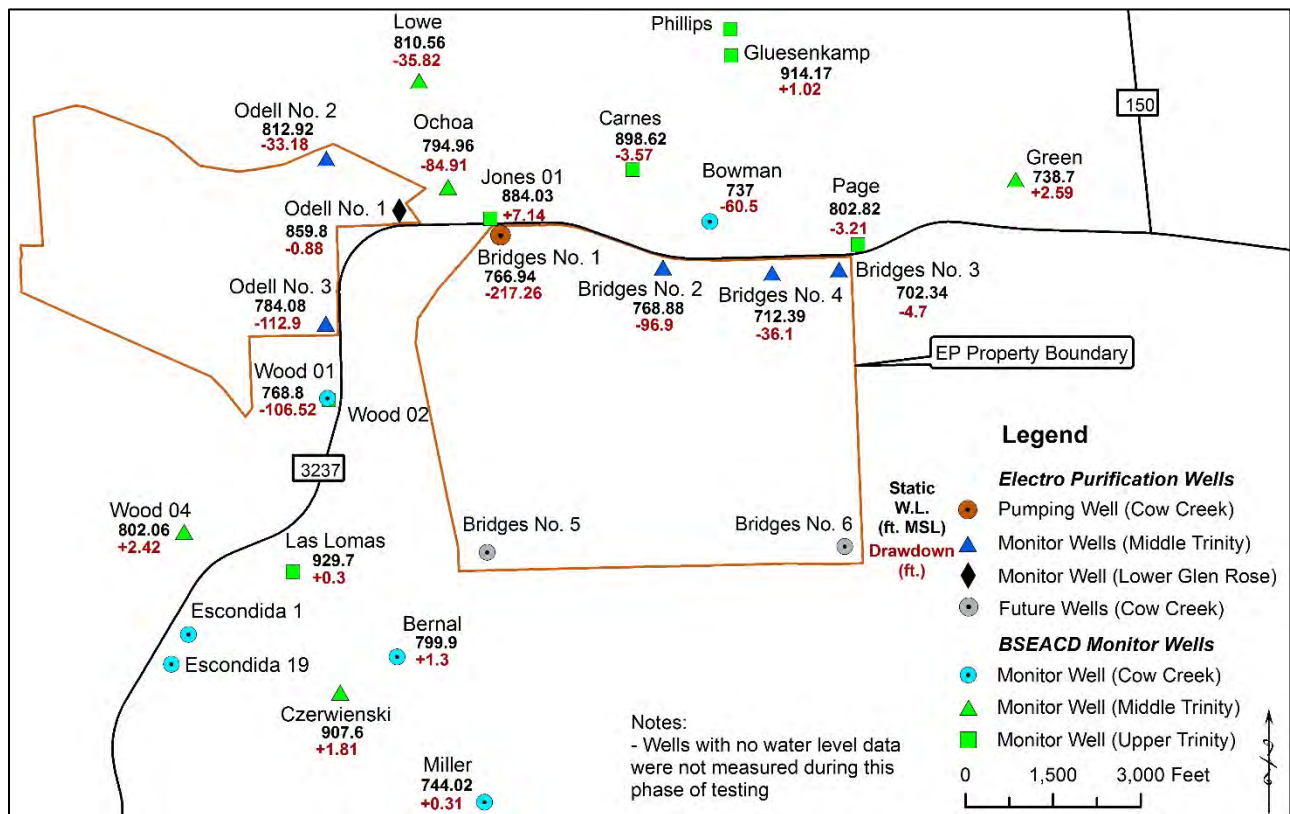 Lowe
810.56
-35.82
Phillips
Gluesenkamp
914.17
+1.02
150
Odell No. 2
812.92
-33.18
Ochoa
794.96
-84.91
Carnes
898.62
-3.57
Bowman
737
-60.5
Green
738.7
+2.59
Jones 01
884.03
+7.14
Page
802.82
-3.21
Odell No. 1
859.8
-0.88
Bridges No. 1
766.94
-217.26
Bridges No. 2
768.88
-96.9
Bridges No. 4
712.39
-36.1
Bridges No. 3
702.34
-4.7
Odell No. 3
784.08
-112.9
EP Property Boundary
Wood 01
768.8
-106.52
Wood 02
3237
Wood 04
802.06
+2.42
Las Lomas
929.7
+0.3
Bridges No. 5
Bridges No. 6
Static
W.L.
(ft. MSL)
Drawdown
(ft.)
Escondida 1
Escondida 19
Bernal
799.9
+1.3
Czerwienski
907.6
+1.81
Miller
744.02
+0.31
Notes:
- Wells with no water level data
were not measured during this
phase of testing
Legend
Electro Purification Wells
Pumping Well (Cow Creek)
Monitor Wells (Middle Trinity)
Monitor Well (Lower Glen Rose)
Future Wells (Cow Creek)
BSEACD Monitor Wells
Monitor Well (Cow Creek)
Monitor Well (Middle Trinity)
Monitor Well (Upper Trinity)
0 1,500 3,000 Feet